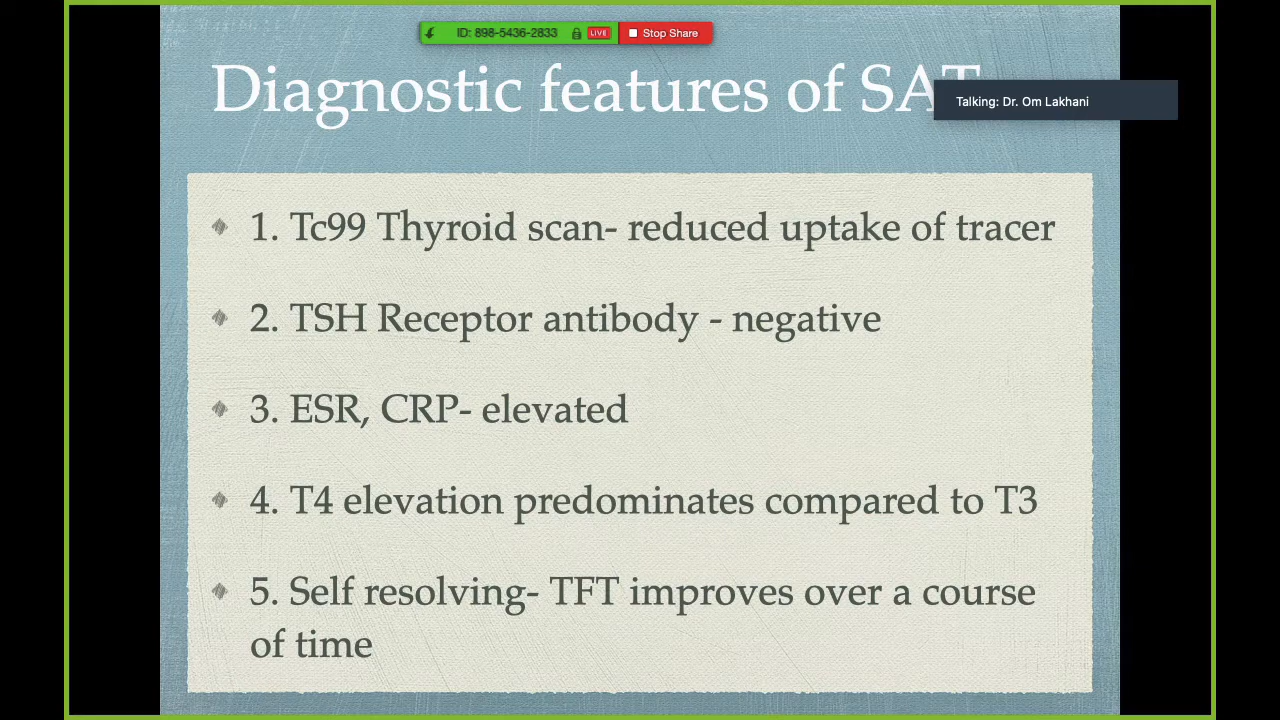 ID: 898-5436-2833 LIVE Stop Share
Diagnostic features of SAT
Talking: Dr. Om Lakhani
1. Tc99 Thyroid scan- reduced uptake of tracer
2. TSH Receptor antibody - negative
3. ESR, CRP- elevated
4. T4 elevation predominates compared to T3
5. Self resolving- TFT improves over a course
of time